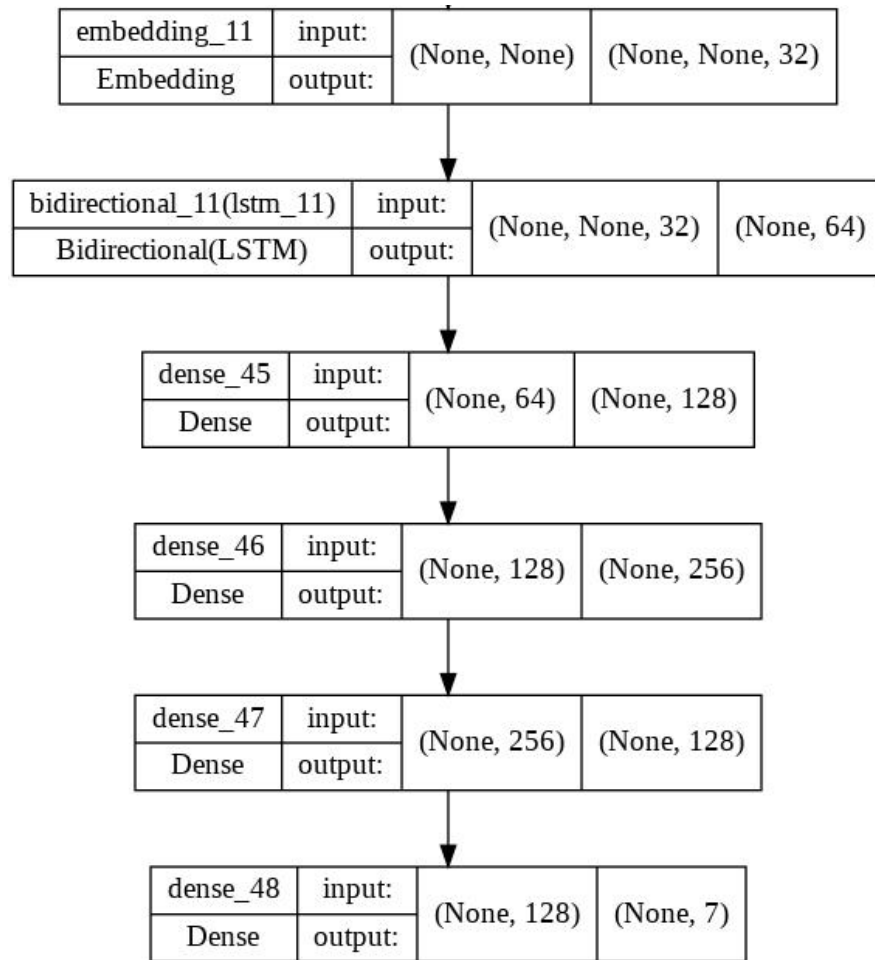 embedding_11 input: (None, None) (None, None, 32)
Embedding output:
bidirectional_11(lstm_11) input: (None, None, 32) (None, 64)
Bidirectional(LSTM) output:
dense_45 input: (None, 64) (None, 128)
Dense output:
dense_46 input: (None, 128) (None, 256)
Dense output:
dense_47 input: (None, 256) (None, 128)
Dense output:
dense_48 input: (None, 128) (None, 7)
Dense output: